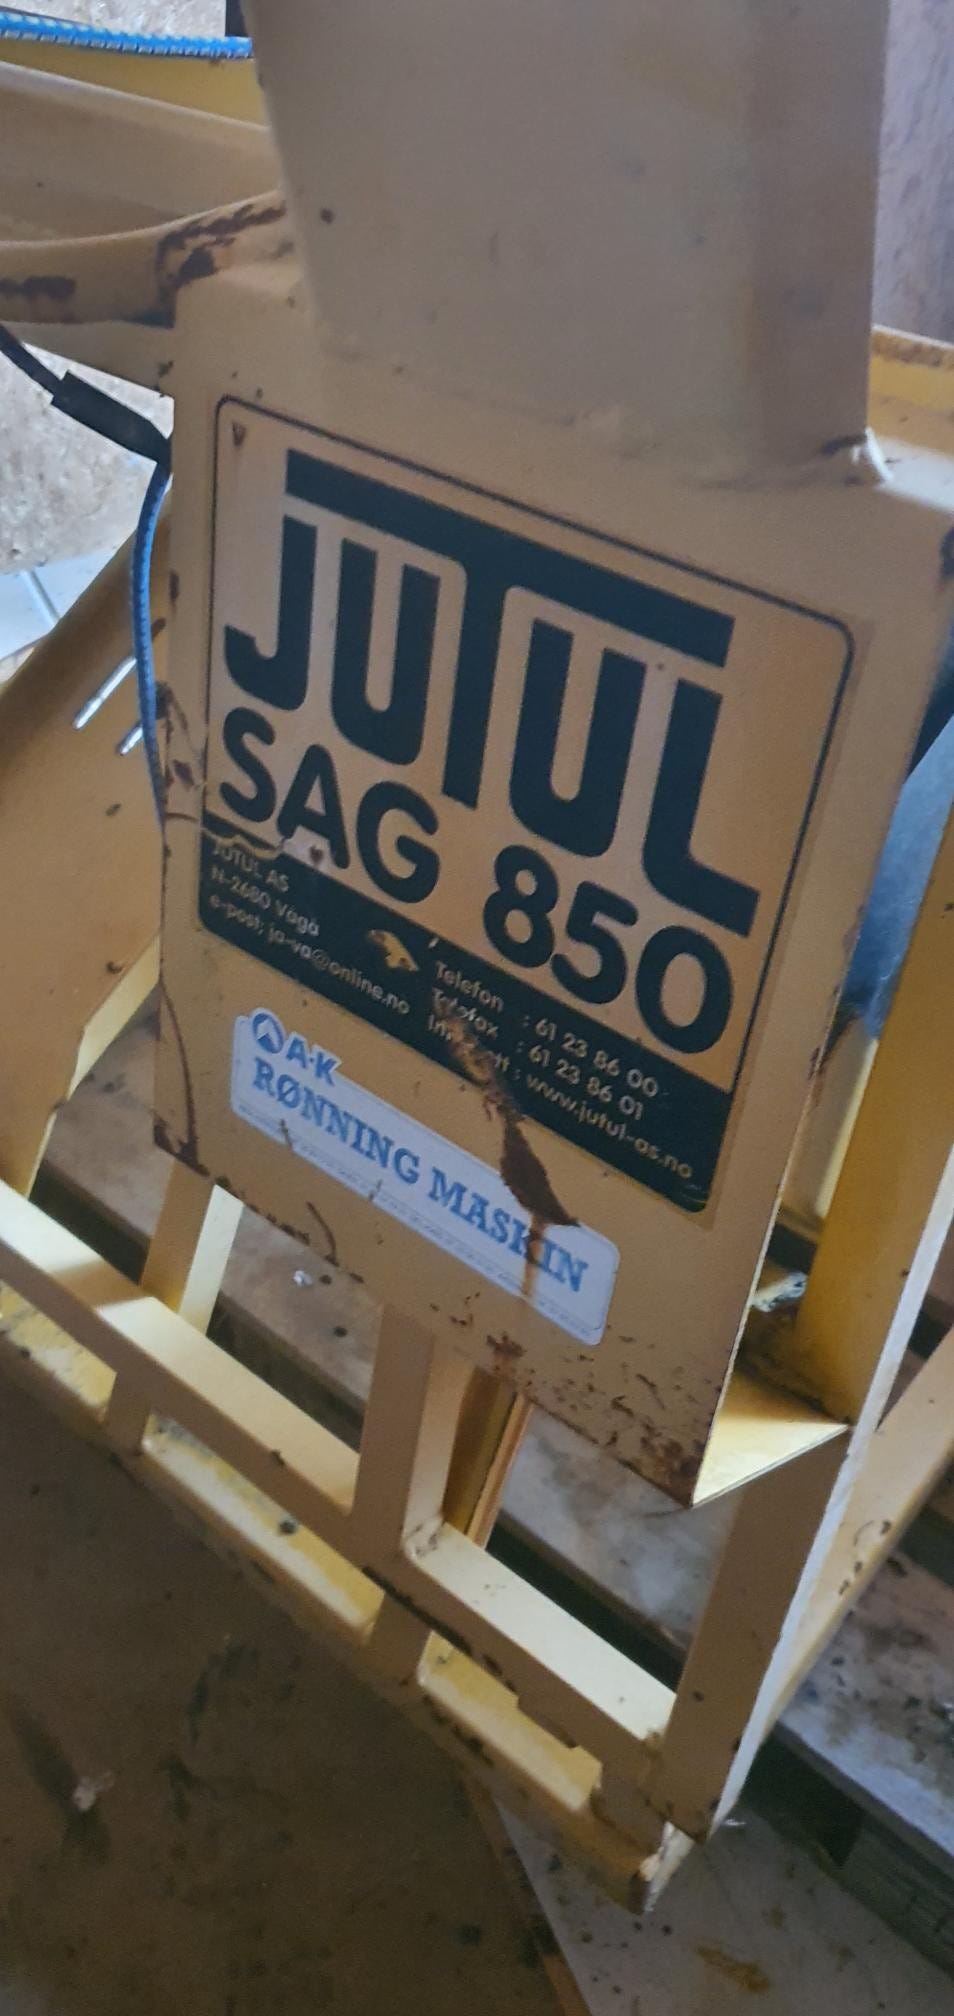 JUTUL
SAG 850
JUTUL AS
N-2680 Vågå
e-post; ja-va@online.no
Telefon : 61 23 86 00
Telefax : 61 23 86 01
: www.jutul-as.no
A-K
RØNNING MASKIN